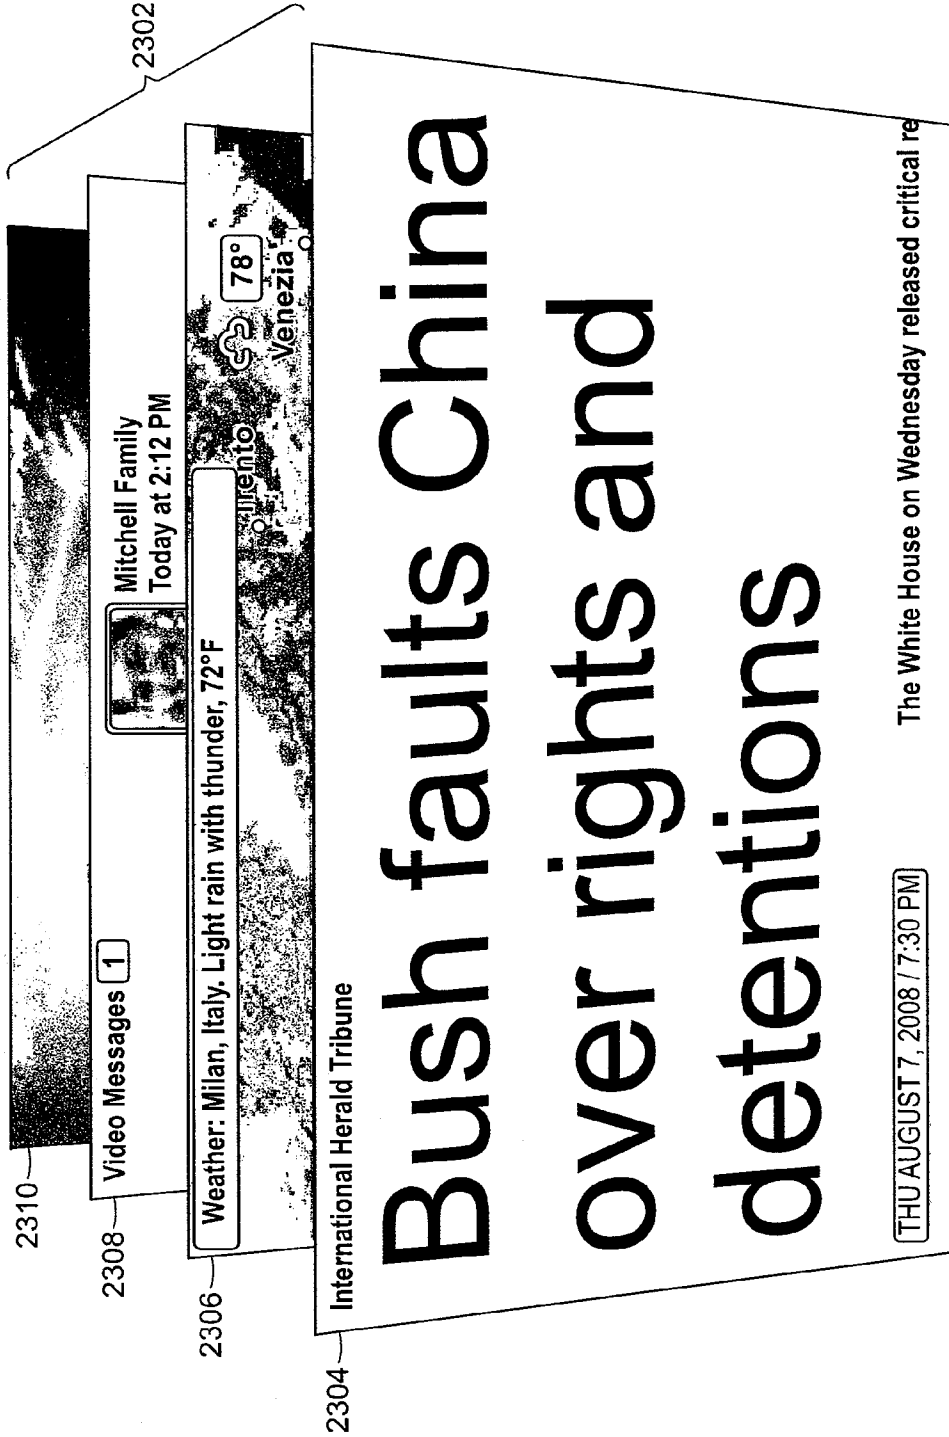 2302
2310
2308
Video Messages 1
Mitchell Family
Today at 2:12 PM
2306
Weather: Milan, Italy. Light rain with thunder, 72°F
Trento
78°
Venezia
2304
International Herald Tribune
Bush faults China
over rights and
detentions
THU AUGUST 7, 2008 / 7:30 PM
The White House on Wednesday released critical re